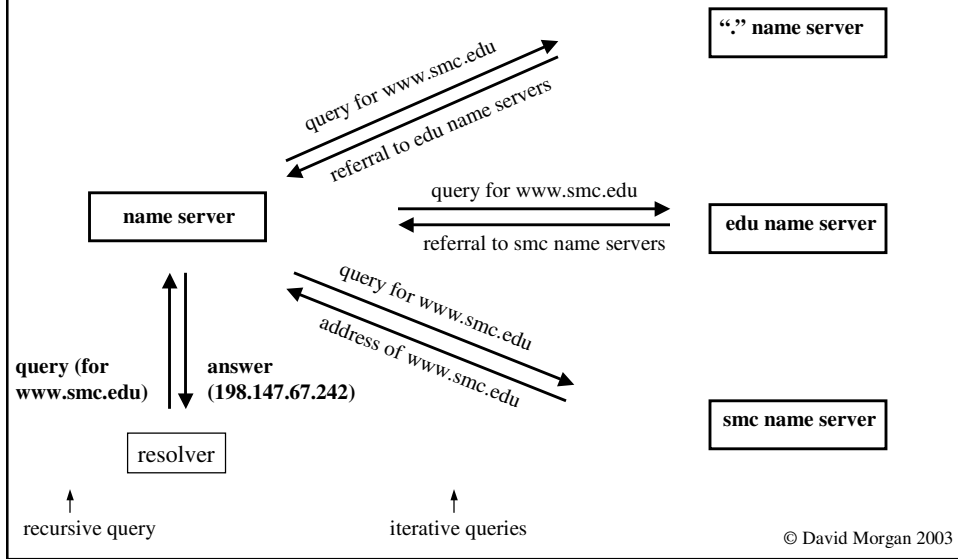 “.” name server
query for www.smc.edu
referral to edu name servers
name server
query for www.smc.edu
referral to smc name servers
edu name server
query for www.smc.edu
address of www.smc.edu
query (for
www.smc.edu)
answer
(198.147.67.242)
smc name server
resolver
recursive query
iterative queries
© David Morgan 2003